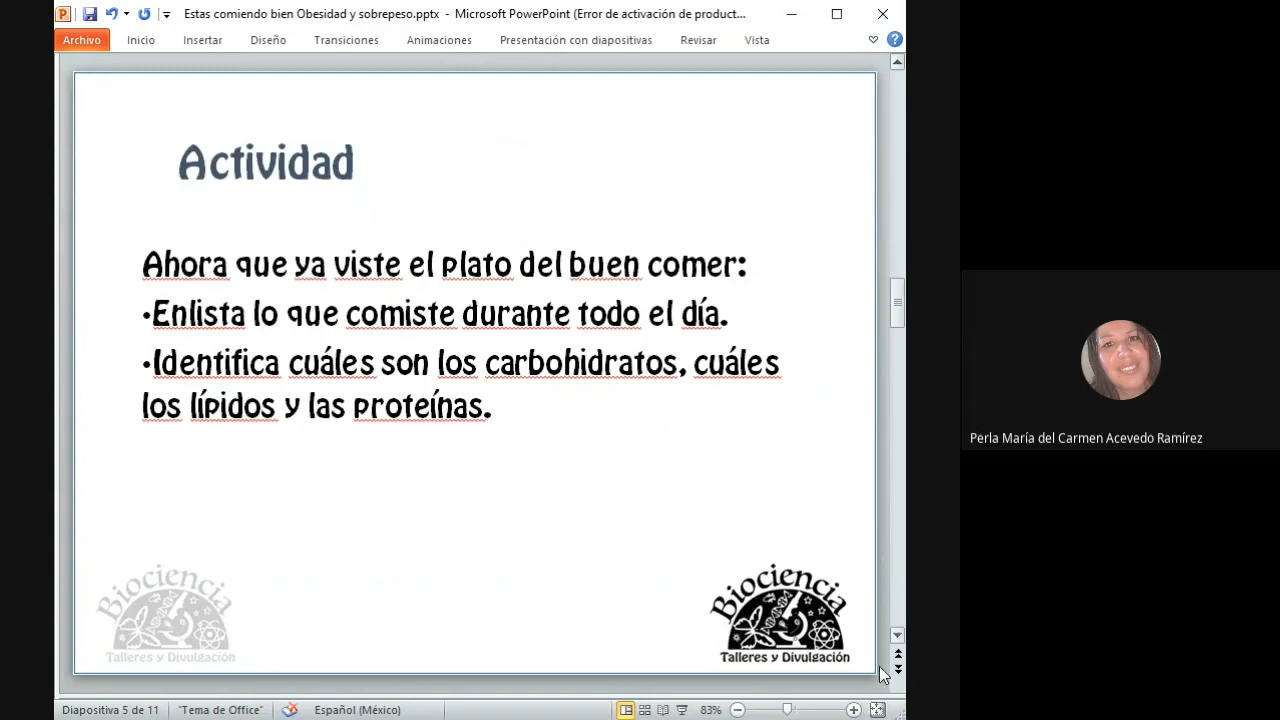 Estas comiendo bien Obesidad y sobrepeso.pptx - Microsoft PowerPoint (Error de activación de product...
Archivo Inicio Insertar Diseño Transiciones Animaciones Presentación con diapositivas Revisar Vista
Actividad
Ahora que ya viste el plato del buen comer:
•Enlista lo que comiste durante todo el día.
•Identifica cuáles son los carbohidratos, cuáles
los lípidos y las proteínas.
Perla María del Carmen Acevedo Ramírez
Biociencia
Talleres y Divulgación
Biociencia
Talleres y Divulgación
Diapositiva 5 de 11 "Tema de Office" Español (México) 83%